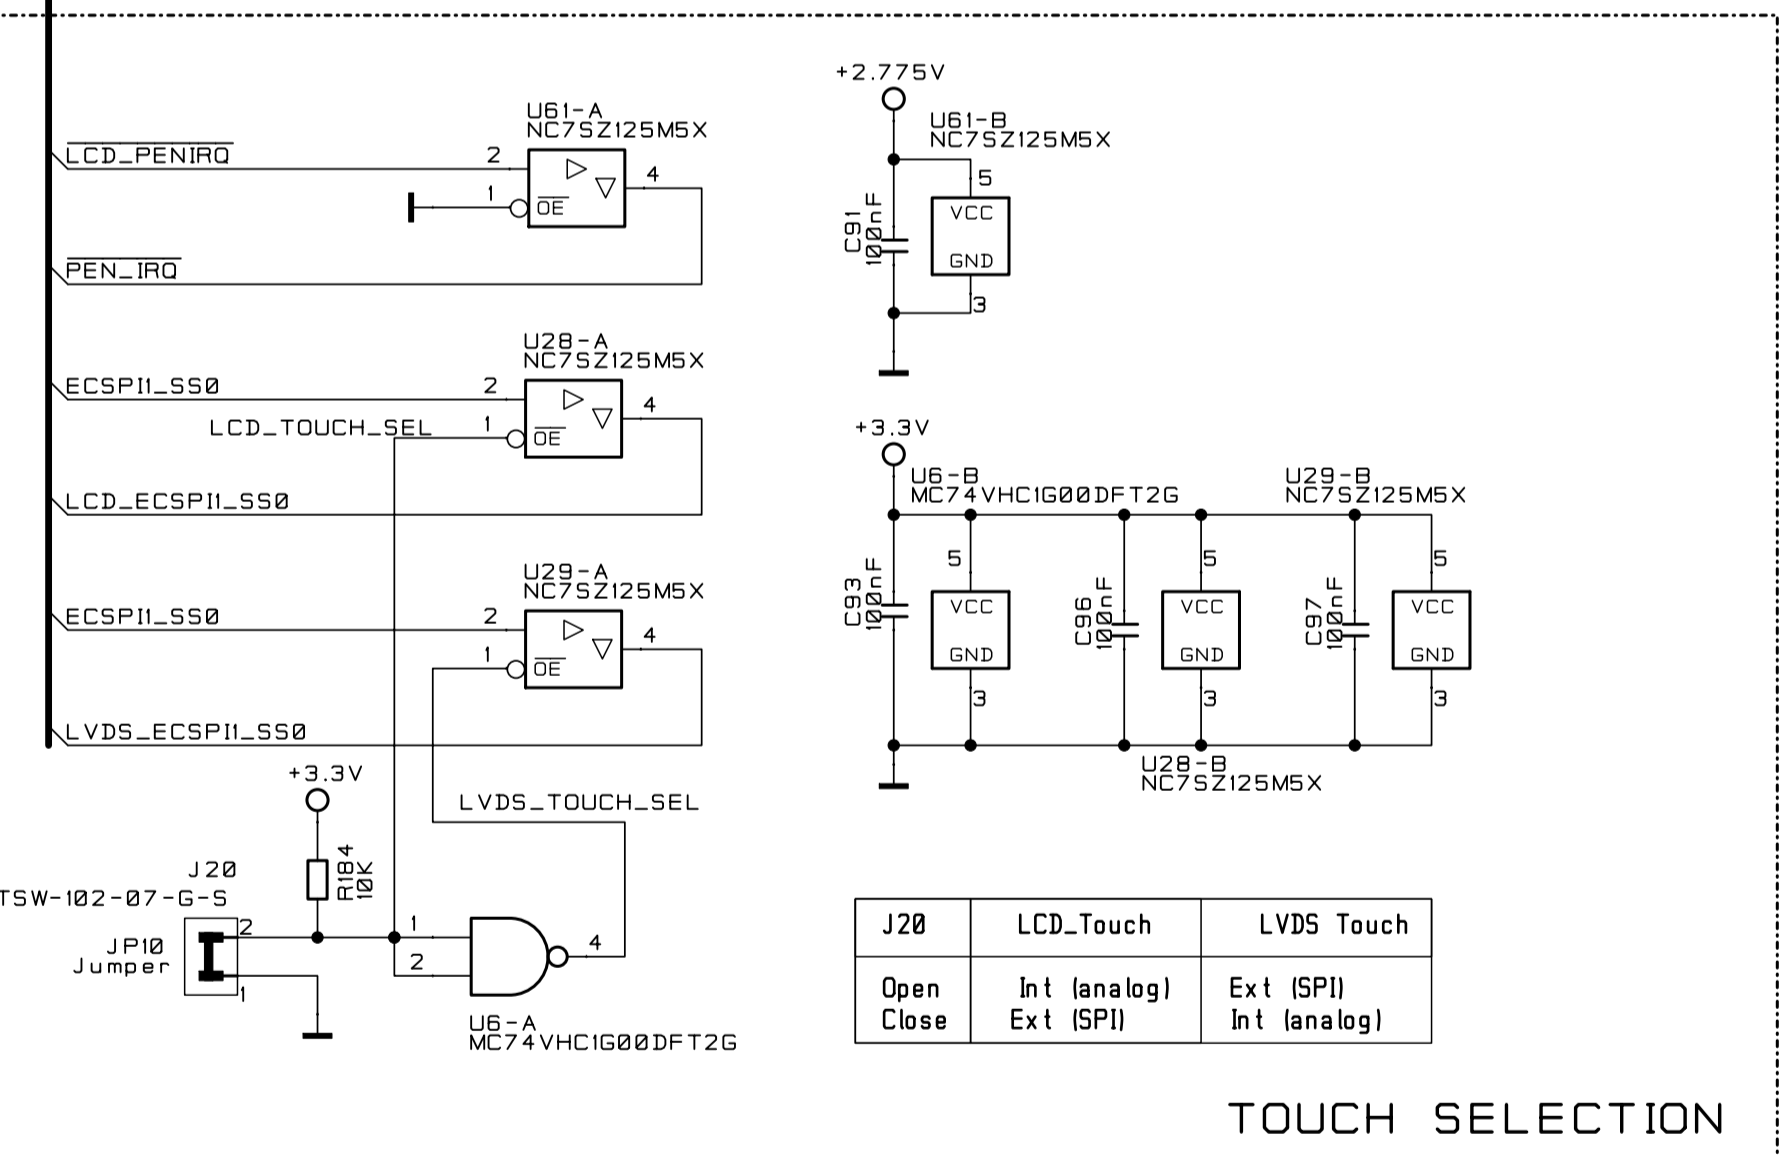 +2.775V
U61-A
NC7SZ125M5X
U61-B
NC7SZ125M5X
LCD_PENIRQ
2
4
1
OE
5
VCC
C91
100nF
GND
3
PEN_IRQ
U28-A
NC7SZ125M5X
ECSPI1_SS0
2
4
LCD_TOUCH_SEL
1
OE
+3.3V
U6-B
MC74VHC1G00DFT2G
U29-B
NC7SZ125M5X
LCD_ECSPI1_SS0
5
5
5
U29-A
NC7SZ125M5X
C93
100nF
VCC
C96
100nF
VCC
C97
100nF
VCC
ECSPI1_SS0
2
4
1
OE
GND
GND
GND
3
3
3
LVDS_ECSPI1_SS0
U28-B
NC7SZ125M5X
+3.3V
LVDS_TOUCH_SEL
J20
TSW-102-07-G-S
R184
10K
2
JP10
Jumper
1
1
2
4
U6-A
MC74VHC1G00DFT2G
J20 LCD_Touch LVDS Touch
Open Int (analog) Ext (SPI)
Close Ext (SPI) Int (analog)
TOUCH SELECTION